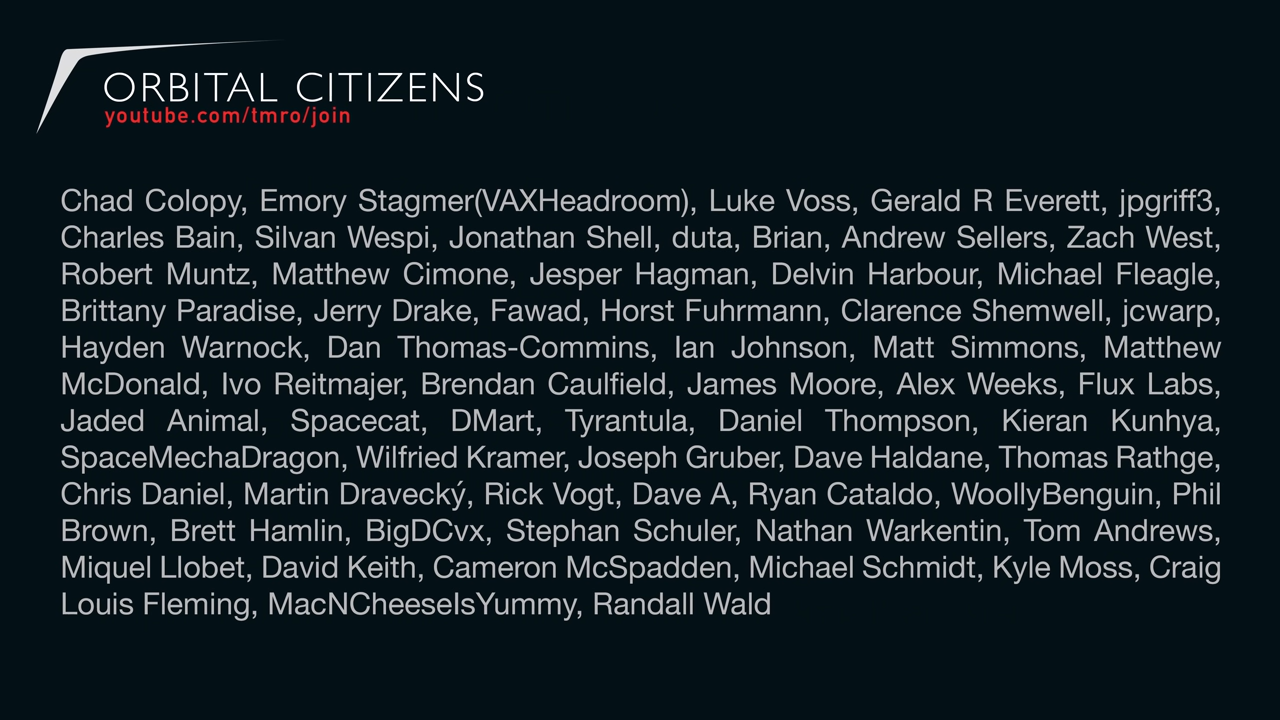 ORBITAL CITIZENS
youtube.com/tmro/join
Chad Colopy, Emory Stagmer(VAXHeadroom), Luke Voss, Gerald R Everett, jpgriff3,
Charles Bain, Silvan Wespi, Jonathan Shell, duta, Brian, Andrew Sellers, Zach West,
Robert Muntz, Matthew Cimone, Jesper Hagman, Delvin Harbour, Michael Fleagle,
Brittany Paradise, Jerry Drake, Fawad, Horst Fuhrmann, Clarence Shemwell, jcwarp,
Hayden Warnock, Dan Thomas-Commins, Ian Johnson, Matt Simmons, Matthew
McDonald, Ivo Reitmajer, Brendan Caulfield, James Moore, Alex Weeks, Flux Labs,
Jaded Animal, Spacecat, DMart, Tyrantula, Daniel Thompson, Kieran Kunhya,
SpaceMechaDragon, Wilfried Kramer, Joseph Gruber, Dave Haldane, Thomas Rathge,
Chris Daniel, Martin Dravecký, Rick Vogt, Dave A, Ryan Cataldo, WoollyBenguin, Phil
Brown, Brett Hamlin, BigDCvx, Stephan Schuler, Nathan Warkentin, Tom Andrews,
Miquel Llobet, David Keith, Cameron McSpadden, Michael Schmidt, Kyle Moss, Craig
Louis Fleming, MacNCheeseIsYummy, Randall Wald